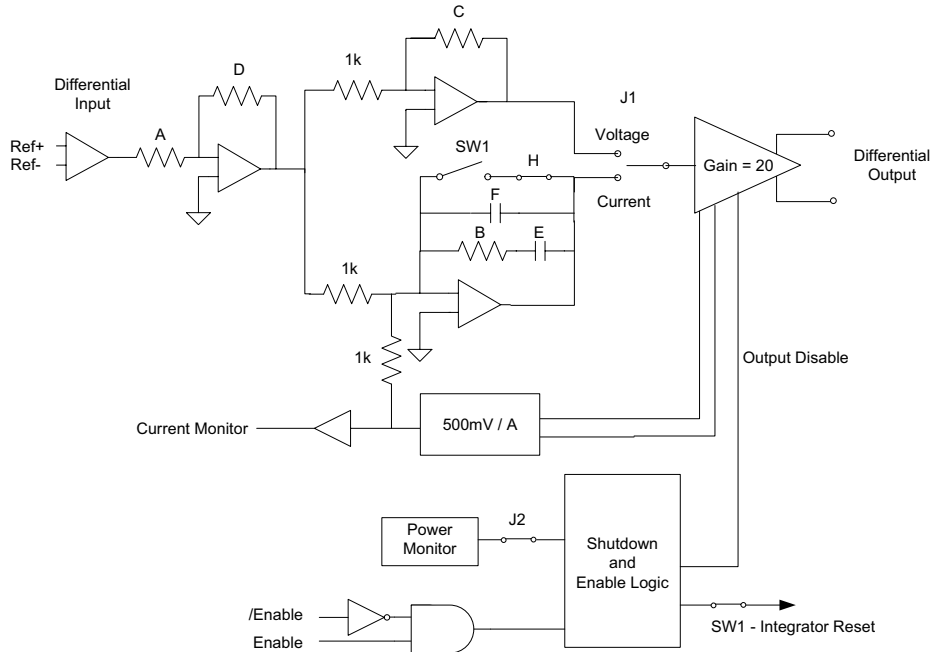 C
1k
D
Differential
Input
J1
A
Ref+
Ref-
Voltage
SW1
H
Gain = 20
Differential
Output
Current
F
B
E
1k
1k
Output Disable
Current Monitor
500mV / A
J2
Power
Monitor
Shutdown
and
Enable Logic
/Enable
Enable
SW1 - Integrator Reset